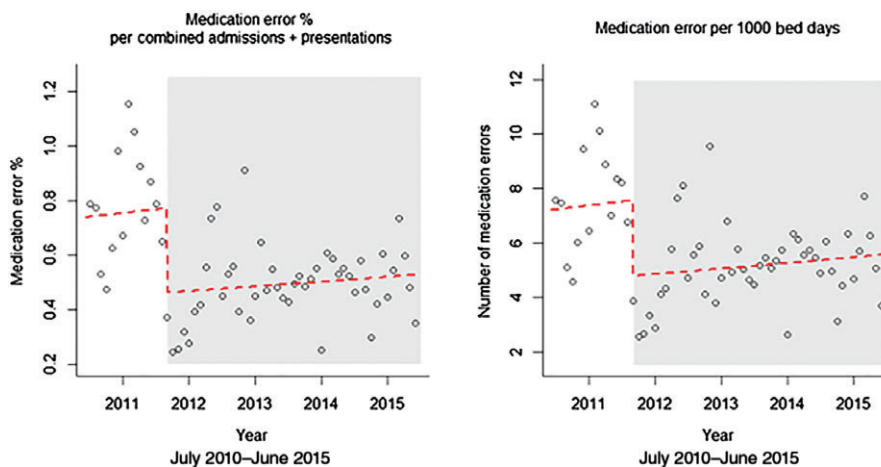 Medication error %
per combined admissions + presentations
Medication error %
1.2
1.0
0.8
0.6
0.4
0.2
2011 2012 2013 2014 2015
Year
July 2010–June 2015
Medication error per 1000 bed days
Number of medication errors
12
10
8
6
4
2
2011 2012 2013 2014 2015
Year
July 2010–June 2015